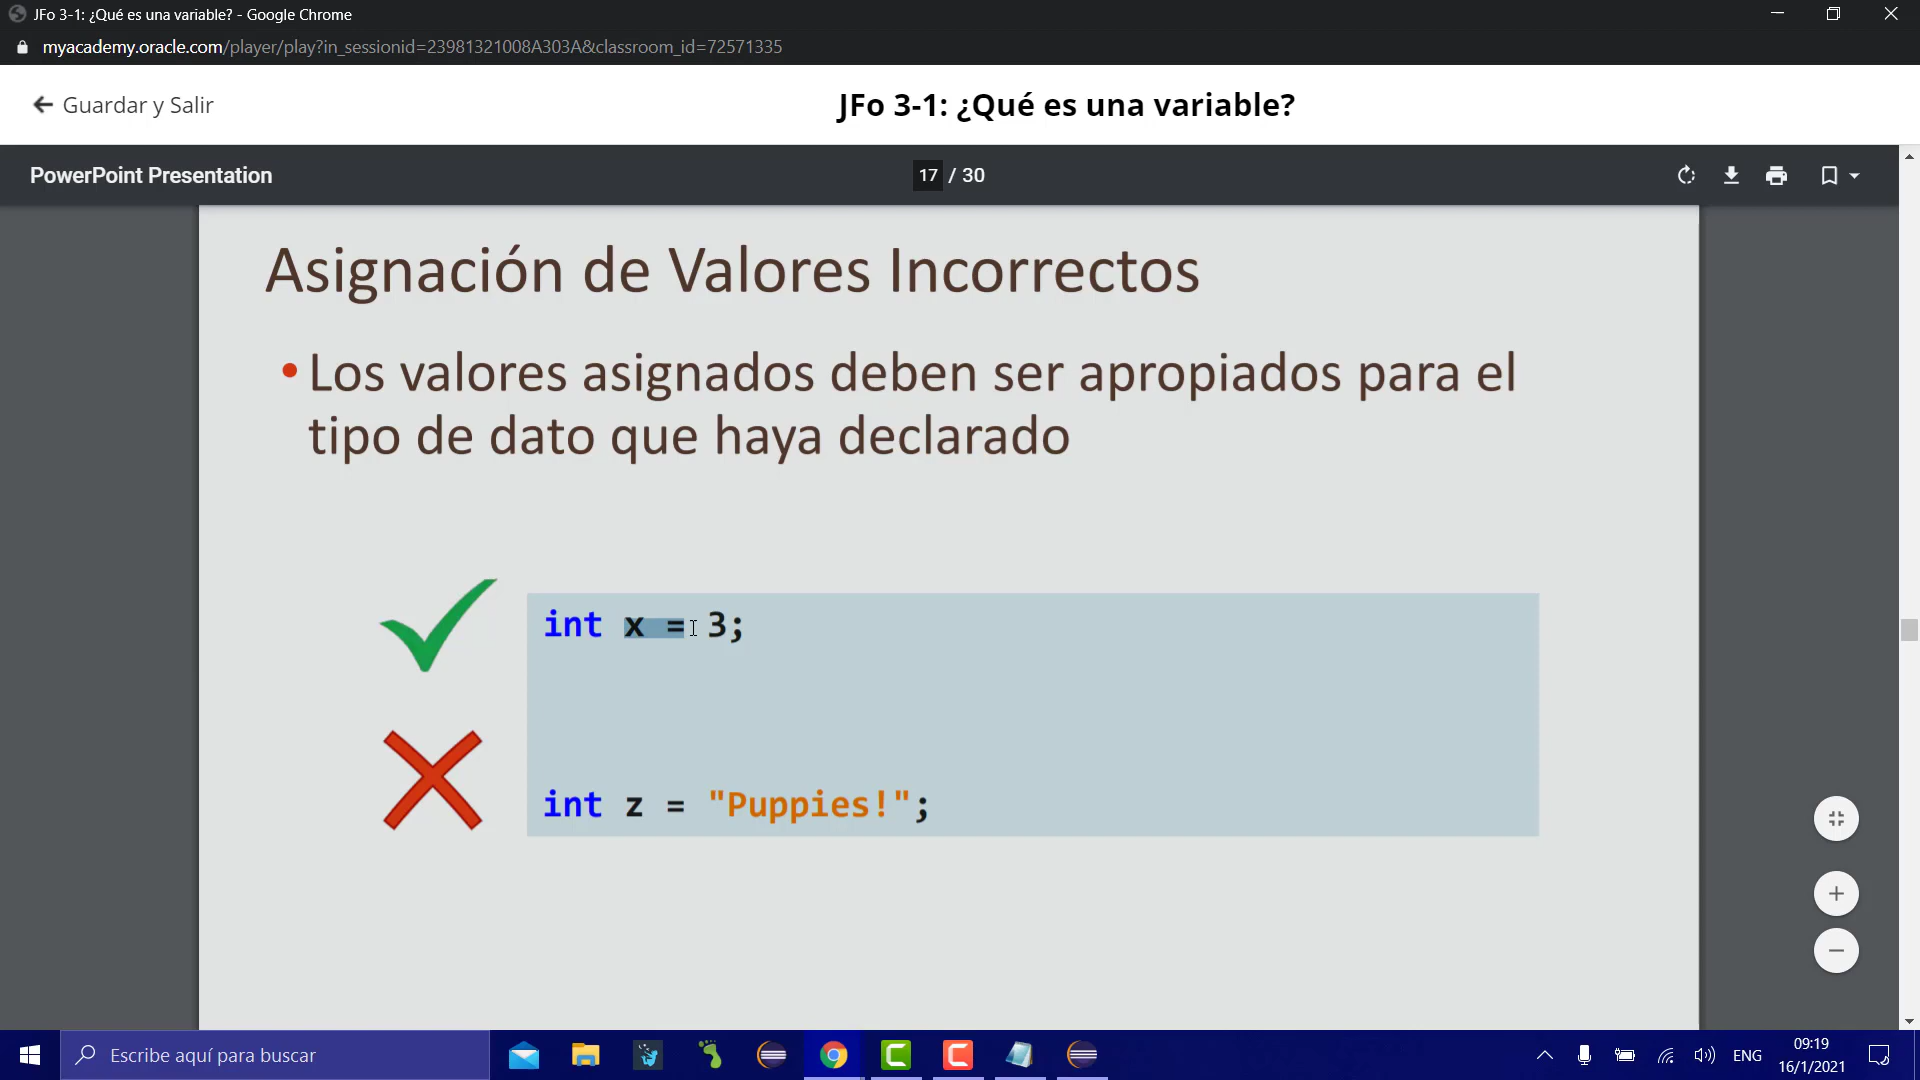 JFo 3-1: ¿Qué es una variable? - Google Chrome
myacademy.oracle.com/player/play?in_sessionid=23981321008A303A&classroom_id=72571335
Guardar y Salir
JFo 3-1: ¿Qué es una variable?
PowerPoint Presentation
17 / 30
Asignación de Valores Incorrectos
• Los valores asignados deben ser apropiados para el
tipo de dato que haya declarado
int x = 3;
int z = "Puppies!";
Escribe aquí para buscar
ENG
09:19
16/1/2021